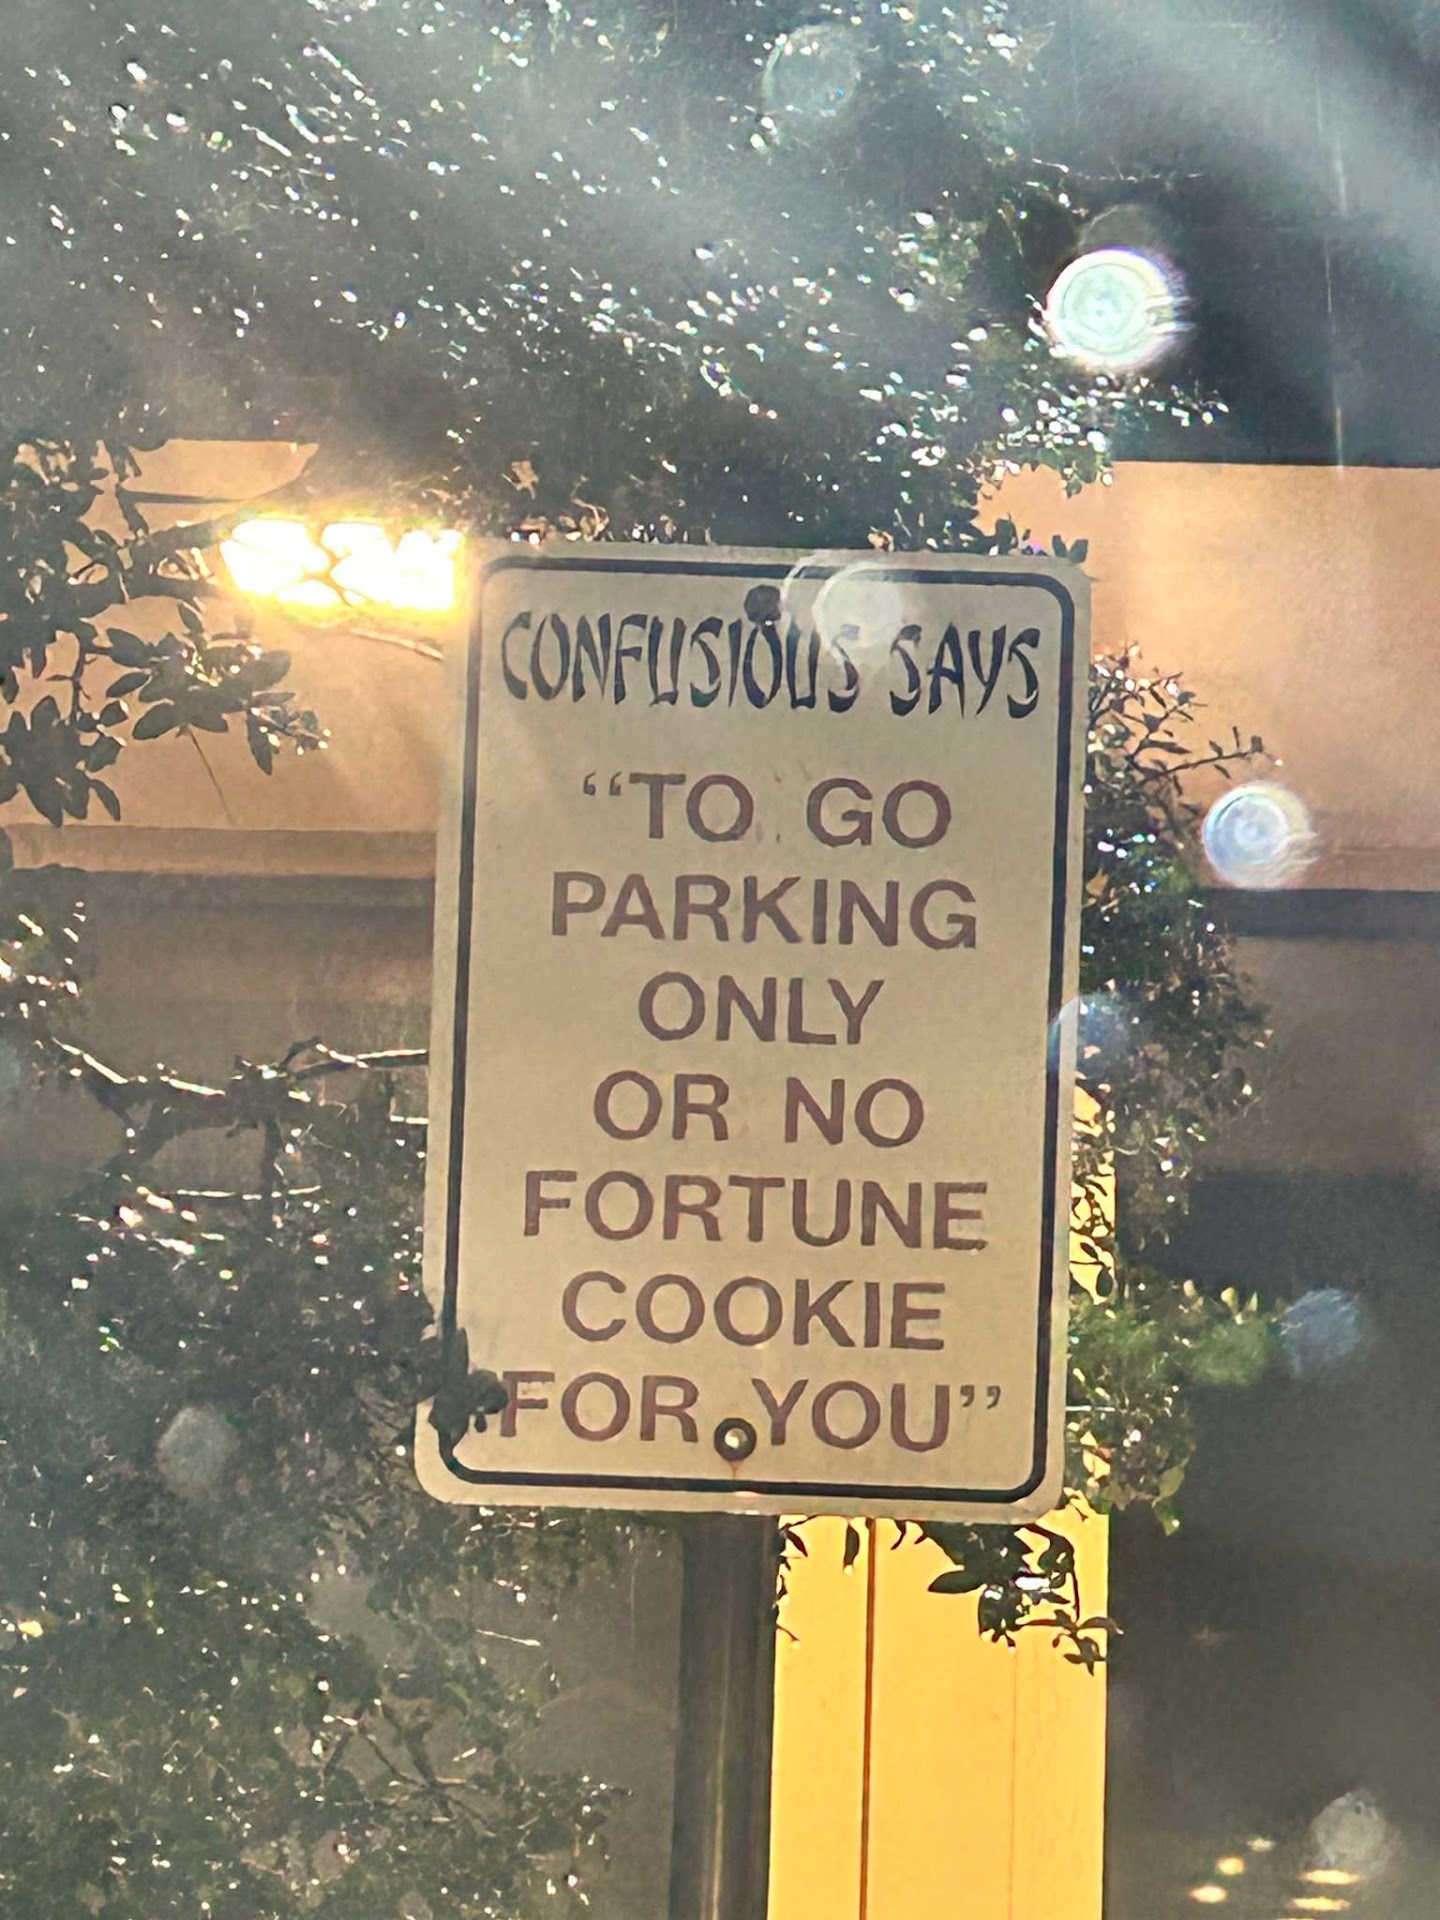 CONFUSIOUS SAYS
“TO GO
PARKING
ONLY
OR NO
FORTUNE
COOKIE
FOR YOU”